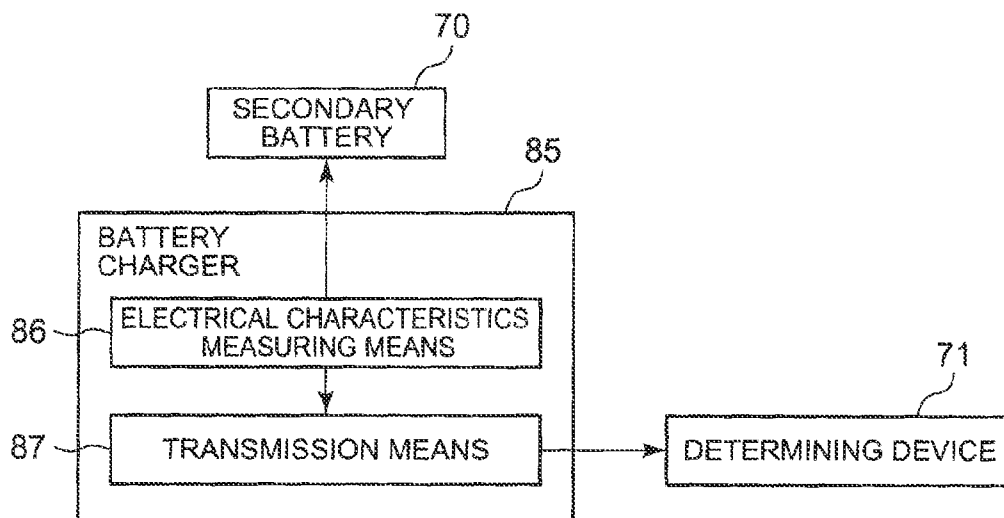 70
SECONDARY
BATTERY
85
BATTERY
CHARGER
86
ELECTRICAL CHARACTERISTICS
MEASURING MEANS
71
87
TRANSMISSION MEANS
DETERMINING DEVICE